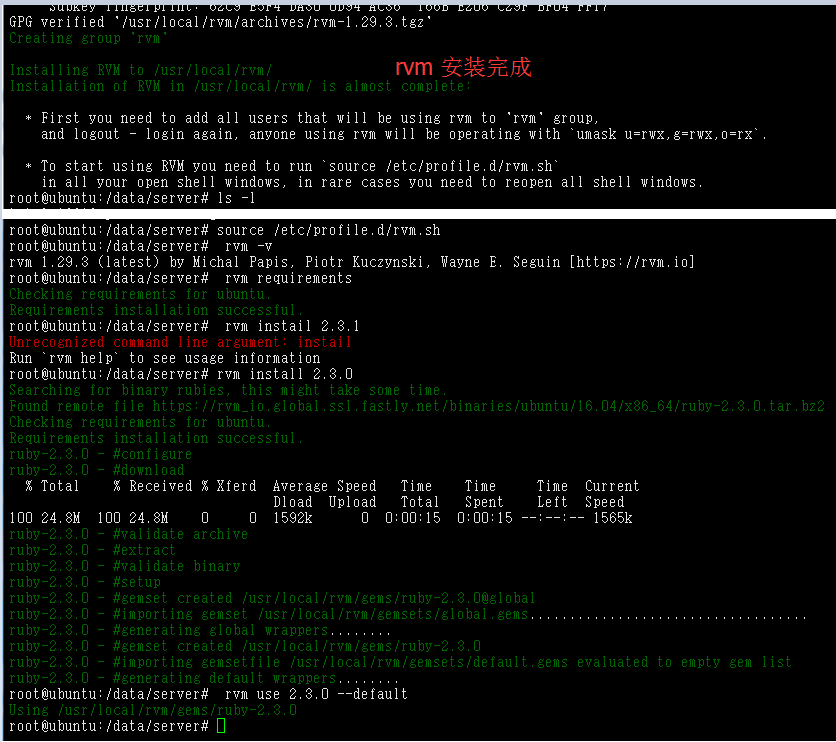 Subkey fingerprint: 62C9 E5F4 DA30 0D94 AC36 166B E206 C29F BF04 FF17
GPG verified '/usr/local/rvm/archives/rvm-1.29.3.tgz'
Creating group 'rvm'
Installing RVM to /usr/local/rvm/
rvm 安装完成
Installation of RVM in /usr/local/rvm/ is almost complete:
* First you need to add all users that will be using rvm to 'rvm' group,
and logout - login again, anyone using rvm will be operating with `umask u=rwx,g=rwx,o=rx`.
* To start using RVM you need to run `source /etc/profile.d/rvm.sh`
in all your open shell windows, in rare cases you need to reopen all shell windows.
root@ubuntu:/data/server# ls -l
root@ubuntu:/data/server# source /etc/profile.d/rvm.sh
root@ubuntu:/data/server#  rvm -v
rvm 1.29.3 (latest) by Michal Papis, Piotr Kuczynski, Wayne E. Seguin [https://rvm.io]
root@ubuntu:/data/server#  rvm requirements
Checking requirements for ubuntu.
Requirements installation successful.
root@ubuntu:/data/server#  rvm instail 2.3.1
Unrecognized command line argument: instail
Run `rvm help` to see usage information
root@ubuntu:/data/server# rvm install 2.3.0
Searching for binary rubies, this might take some time.
Found remote file https://rvm_io.global.ssl.fastly.net/binaries/ubuntu/16.04/x86_64/ruby-2.3.0.tar.bz2
Checking requirements for ubuntu.
Requirements installation successful.
ruby-2.3.0 - #configure
ruby-2.3.0 - #download
% Total    % Received % Xferd  Average Speed   Time    Time     Time  Current
Dload  Upload   Total   Spent    Left  Speed
100 24.8M  100 24.8M    0     0  1592k      0  0:00:15  0:00:15 --:--:-- 1565k
ruby-2.3.0 - #validate archive
ruby-2.3.0 - #extract
ruby-2.3.0 - #validate binary
ruby-2.3.0 - #setup
ruby-2.3.0 - #gemset created /usr/local/rvm/gems/ruby-2.3.0@global
ruby-2.3.0 - #importing gemset /usr/local/rvm/gemsets/global.gems...................................
ruby-2.3.0 - #generating global wrappers........
ruby-2.3.0 - #gemset created /usr/local/rvm/gems/ruby-2.3.0
ruby-2.3.0 - #importing gemsetfile /usr/local/rvm/gemsets/default.gems evaluated to empty gem list
ruby-2.3.0 - #generating default wrappers........
root@ubuntu:/data/server#  rvm use 2.3.0 --default
Using /usr/local/rvm/gems/ruby-2.3.0
root@ubuntu:/data/server#